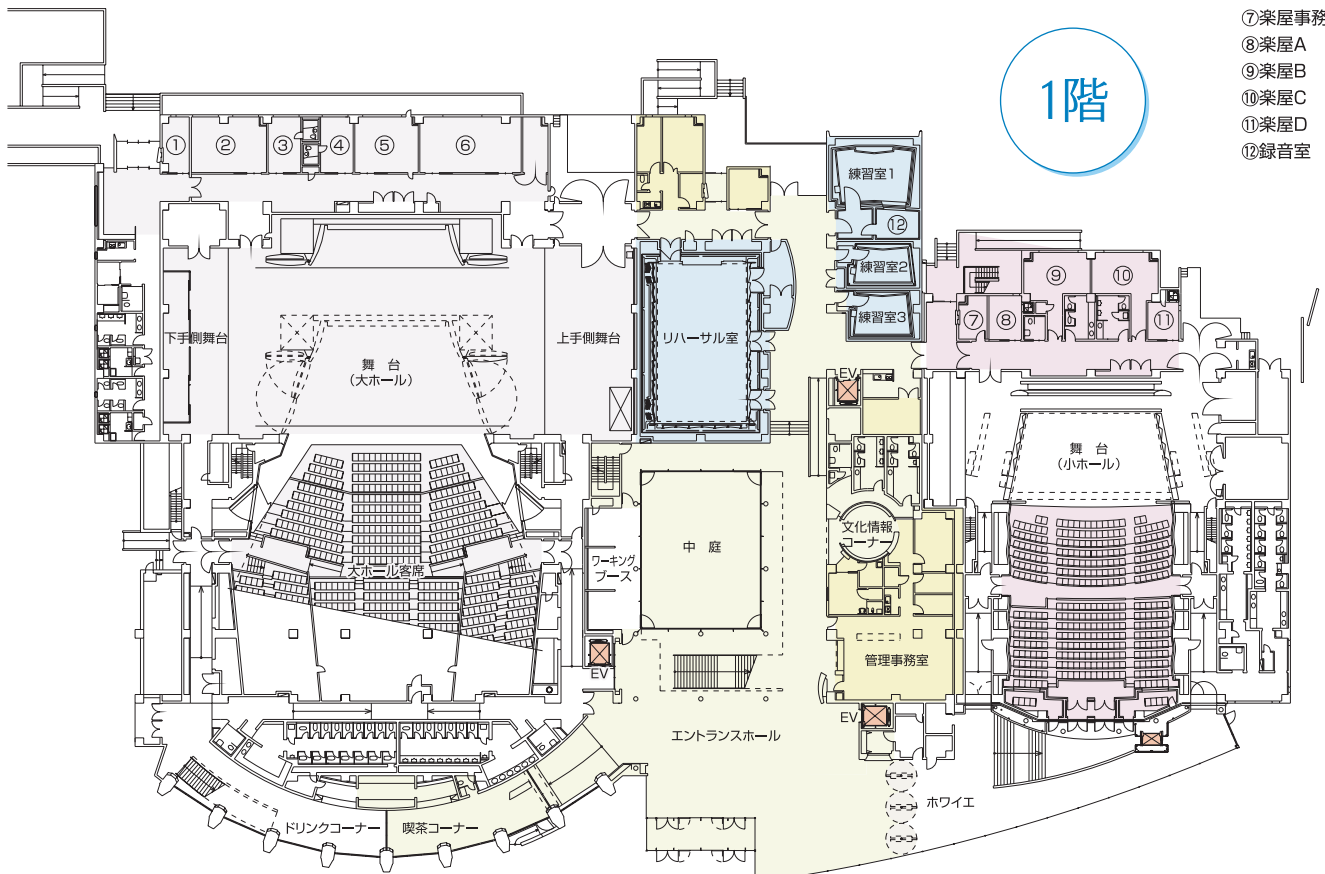 1階
⑦楽屋事務
⑧楽屋A
⑨楽屋B
⑩楽屋C
⑪楽屋D
⑫録音室
①
②
③
④
⑤
⑥
練習室1
⑫
練習室2
練習室3
⑨
⑩
⑦
⑧
⑪
下手側舞台
舞 台
(大ホール)
上手側舞台
リハーサル室
EV
舞 台
(小ホール)
文化情報
コーナー
中 庭
ワーキング
ブース
大ホール客席
管理事務室
EV
EV
エントランスホール
ホワイエ
ドリンクコーナー
喫茶コーナー